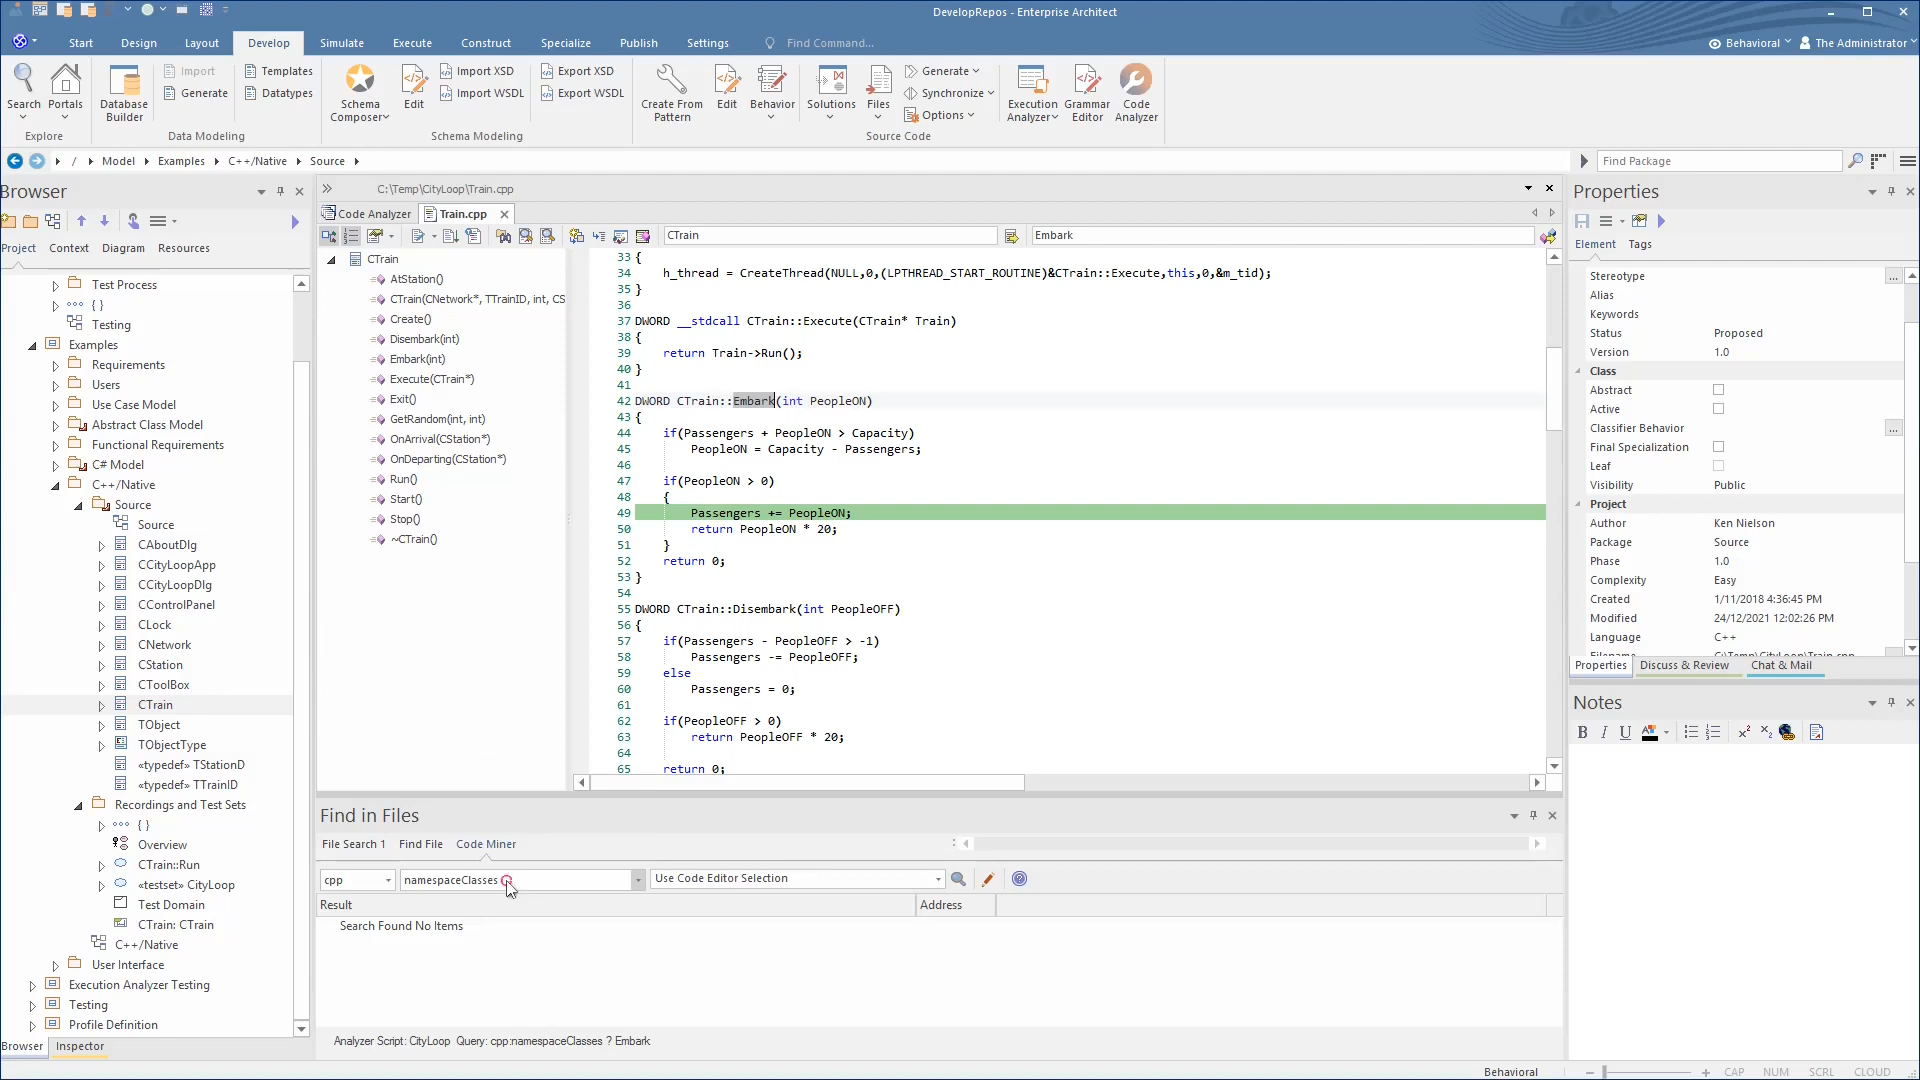 DevelopRepos - Enterprise Architect
Start Design Layout Develop Simulate Execute Construct Specialize Publish Settings Find Command...
Behavioral The Administrator
Search Portals
Explore
Database Builder
Import
Generate
Templates
Datatypes
Data Modeling
Schema Composer
Edit
Import XSD
Import WSDL
Export XSD
Export WSDL
Schema Modeling
Create From Pattern
Edit
Behavior
Solutions
Files
Generate
Synchronize
Options
Source Code
Execution Analyzer
Grammar Editor
Code Analyzer
/ Model Examples C++/Native Source
Find Package
Browser
Project Context Diagram Resources
Test Process
{ }
Testing
Examples
Requirements
Users
Use Case Model
Abstract Class Model
Functional Requirements
C# Model
C++/Native
Source
Source
CAboutDlg
CCityLoopApp
CCityLoopDlg
CControlPanel
CLock
CNetwork
CStation
CToolBox
CTrain
TObject
TObjectType
«typedef» TStationD
«typedef» TTrainID
Recordings and Test Sets
{ }
Overview
CTrain::Run
«testset» CityLoop
Test Domain
CTrain: CTrain
C++/Native
User Interface
Execution Analyzer Testing
Testing
Profile Definition
Browser Inspector
C:\Temp\CityLoop\Train.cpp
Code Analyzer Train.cpp
CTrain Embark
CTrain
AtStation()
CTrain(CNetwork*, TTrainID, int, CS
Create()
Disembark(int)
Embark(int)
Execute(CTrain*)
Exit()
GetRandom(int, int)
OnArrival(CStation*)
OnDeparting(CStation*)
Run()
Start()
Stop()
~CTrain()
33 {
34 h_thread = CreateThread(NULL,0,(LPTHREAD_START_ROUTINE)&CTrain::Execute,this,0,&m_tid);
35 }
36
37 DWORD __stdcall CTrain::Execute(CTrain* Train)
38 {
39 return Train->Run();
40 }
41
42 DWORD CTrain::Embark(int PeopleON)
43 {
44 if(Passengers + PeopleON > Capacity)
45 PeopleON = Capacity - Passengers;
46
47 if(PeopleON > 0)
48 {
49 Passengers += PeopleON;
50 return PeopleON * 20;
51 }
52 return 0;
53 }
54
55 DWORD CTrain::Disembark(int PeopleOFF)
56 {
57 if(Passengers - PeopleOFF > -1)
58 Passengers -= PeopleOFF;
59 else
60 Passengers = 0;
61
62 if(PeopleOFF > 0)
63 return PeopleOFF * 20;
64
65 return 0;
Find in Files
File Search 1 Find File Code Miner
cpp namespaceClasses Use Code Editor Selection
Result Address
Search Found No Items
Analyzer Script: CityLoop Query: cpp:namespaceClasses ? Embark
Properties
Element Tags
Stereotype
Alias
Keywords
Status Proposed
Version 1.0
Class
Abstract
Active
Classifier Behavior
Final Specialization
Leaf
Visibility Public
Project
Author Ken Nielson
Package Source
Phase 1.0
Complexity Easy
Created 1/11/2018 4:36:45 PM
Modified 24/12/2021 12:02:26 PM
Language C++
Filename C:\Temp\CityLoop\Train.cpp
Properties Discuss & Review Chat & Mail
Notes
B I U A
Behavioral CAP NUM SCRL CLOUD